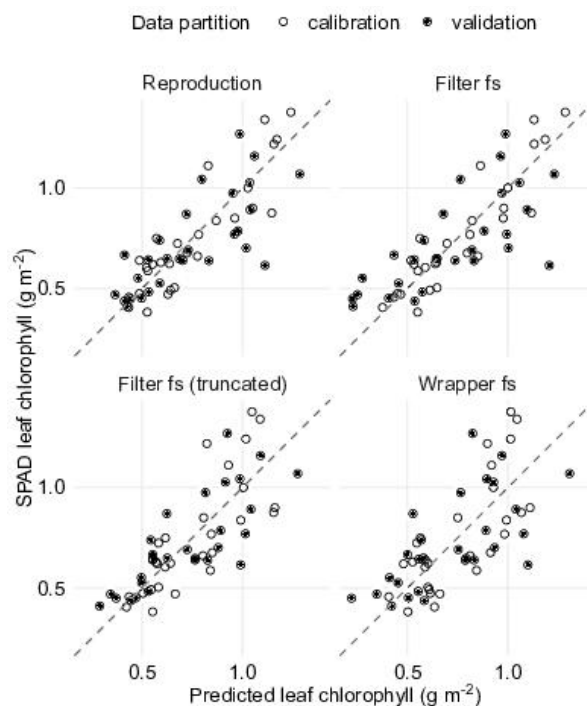 Data partition calibration validation
Reproduction Filter fs
1.0
0.5
Filter fs (truncated) Wrapper fs
1.0
0.5
SPAD leaf chlorophyll (g m-2)
0.5 1.0 0.5 1.0
Predicted leaf chlorophyll (g m-2)